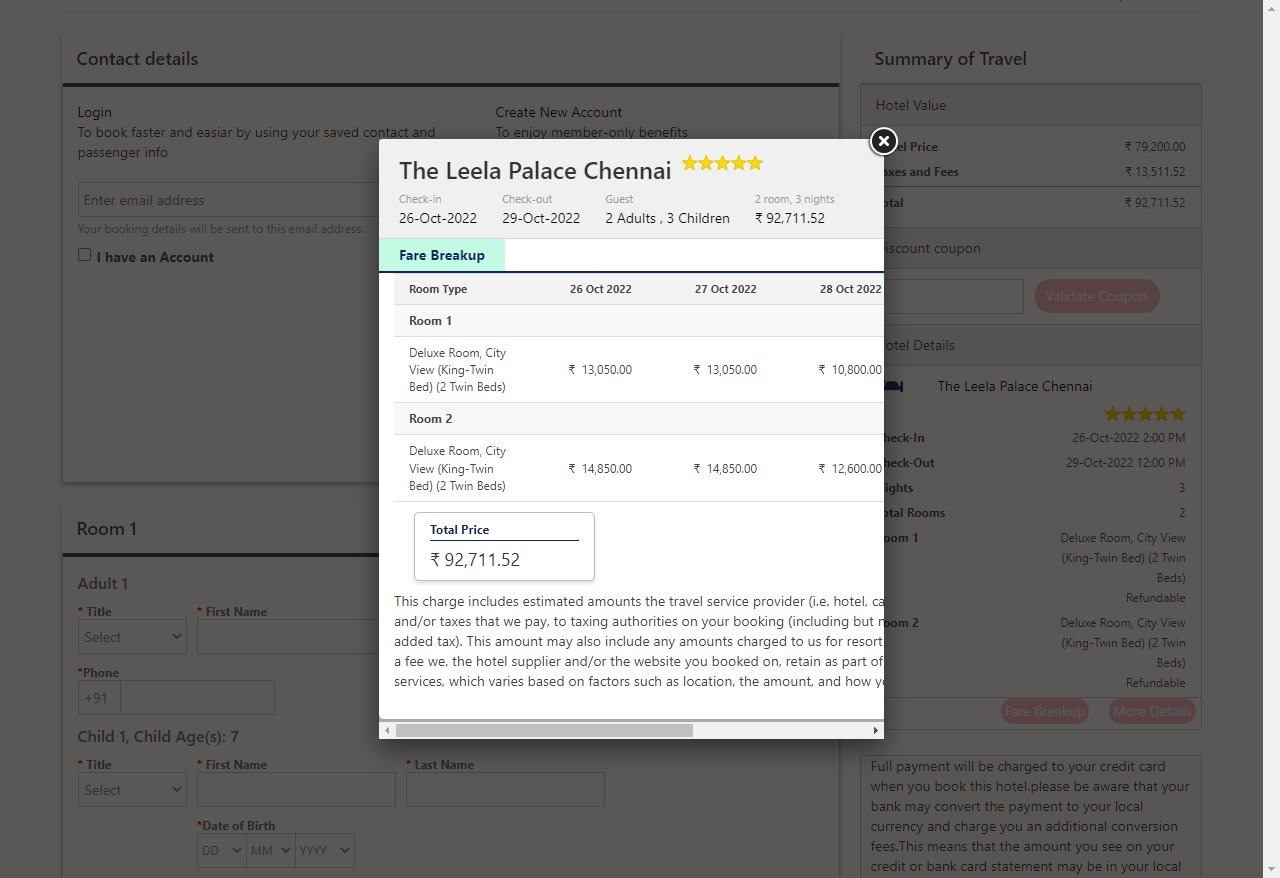 Contact details
Login
To book faster and easiar by using your saved contact and
passenger info
Create New Account
To enjoy member-only benefits
Enter email address
Your booking details will be sent to this email address.
I have an Account
Room 1
Adult 1
* Title
* First Name
Select
*Phone
+91
Child 1, Child Age(s): 7
* Title
* First Name
* Last Name
Select
*Date of Birth
DD
MM
YYYY
The Leela Palace Chennai
Check-in
Check-out
Guest
2 room, 3 nights
26-Oct-2022
29-Oct-2022
2 Adults , 3 Children
₹ 92,711.52
Fare Breakup
Room Type
26 Oct 2022
27 Oct 2022
28 Oct 2022
Room 1
Deluxe Room, City
View (King-Twin
Bed) (2 Twin Beds)
₹ 13,050.00
₹ 13,050.00
₹ 10,800.00
Room 2
Deluxe Room, City
View (King-Twin
Bed) (2 Twin Beds)
₹ 14,850.00
₹ 14,850.00
₹ 12,600.00
Total Price
₹ 92,711.52
This charge includes estimated amounts the travel service provider (i.e. hotel, ca
and/or taxes that we pay, to taxing authorities on your booking (including but
added tax). This amount may also include any amounts charged to us for resort
a fee we, the hotel supplier and/or the website you booked on, retain as part of
services, which varies based on factors such as location, the amount, and how
Summary of Travel
Hotel Value
el Price
₹ 79,200.00
axes and Fees
₹ 13,511.52
otal
₹ 92,711.52
iscount coupon
Validate Coupon
otel Details
The Leela Palace Chennai
heck-In
26-Oct-2022 2:00 PM
heck-Out
29-Oct-2022 12:00 PM
ights
3
otal Rooms
2
oom 1
Deluxe Room, City View
(King-Twin Bed) (2 Twin
Beds)
Refundable
oom 2
Deluxe Room, City View
(King-Twin Bed) (2 Twin
Beds)
Refundable
Fare Breakup
More Details
Full payment will be charged to your credit card
when you book this hotel.please be aware that your
bank may convert the payment to your local
currency and charge you an additional conversion
fees.This means that the amount you see on your
credit or bank card statement may be in your local